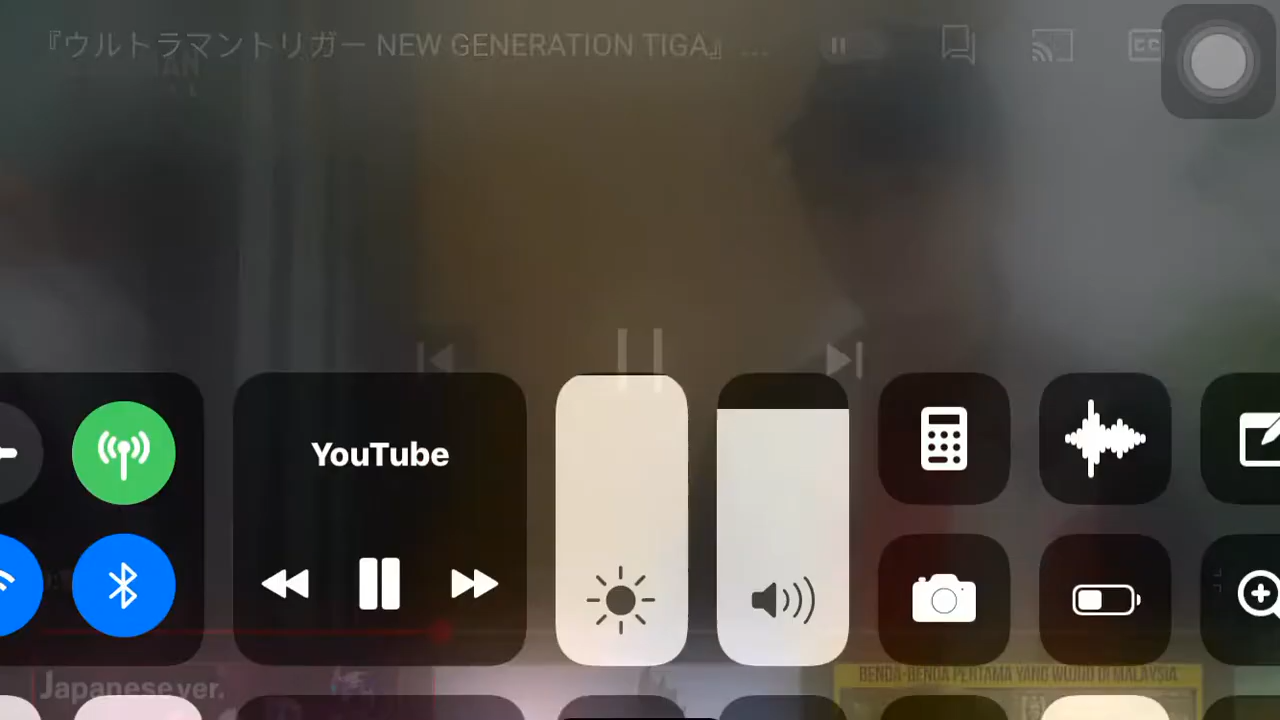 『ウルトラマントリガー NEW GENERATION TIGA』 ...
CC
YouTube
Japanese ver.
BENDA-BENDA PERTAMA YANG WUJUD DI MALAYSIA